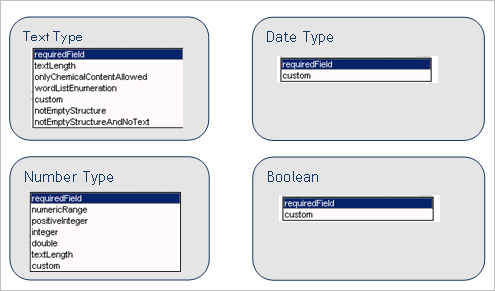 Text Type
requiredField
textLength
onlyChemicalContentAllowed
wordListEnumeration
custom
notEmptyStructure
notEmptyStructureAndNoText
Date Type
requiredField
custom
Number Type
requiredField
numericRange
positiveInteger
integer
double
textLength
custom
Boolean
requiredField
custom